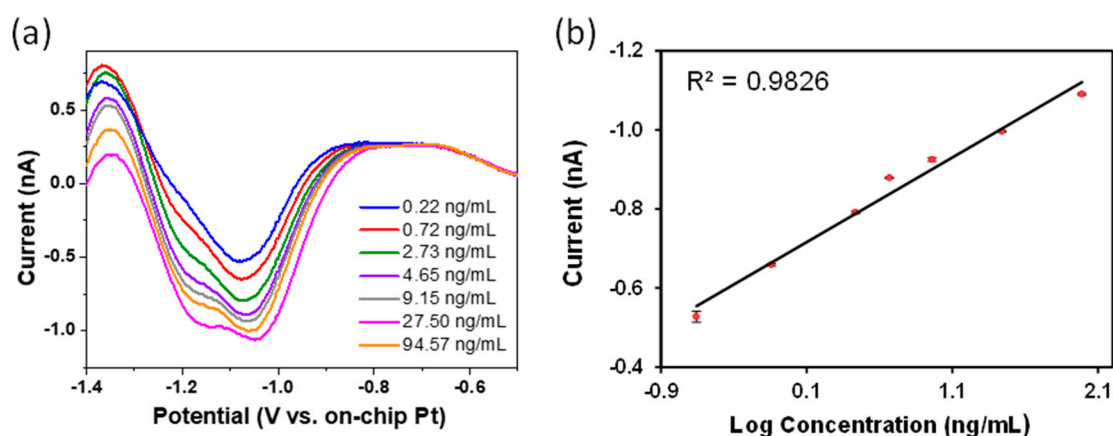 (a)
Current (nA)
0.5
0.0
-0.5
-1.0
0.22 ng/mL
0.72 ng/mL
2.73 ng/mL
4.65 ng/mL
9.15 ng/mL
27.50 ng/mL
94.57 ng/mL
-1.4 -1.2 -1.0 -0.8 -0.6
Potential (V vs. on-chip Pt)
(b)
Current (nA)
-1.2
-1.0
-0.8
-0.6
-0.4
R² = 0.9826
-0.9 0.1 1.1 2.1
Log Concentration (ng/mL)